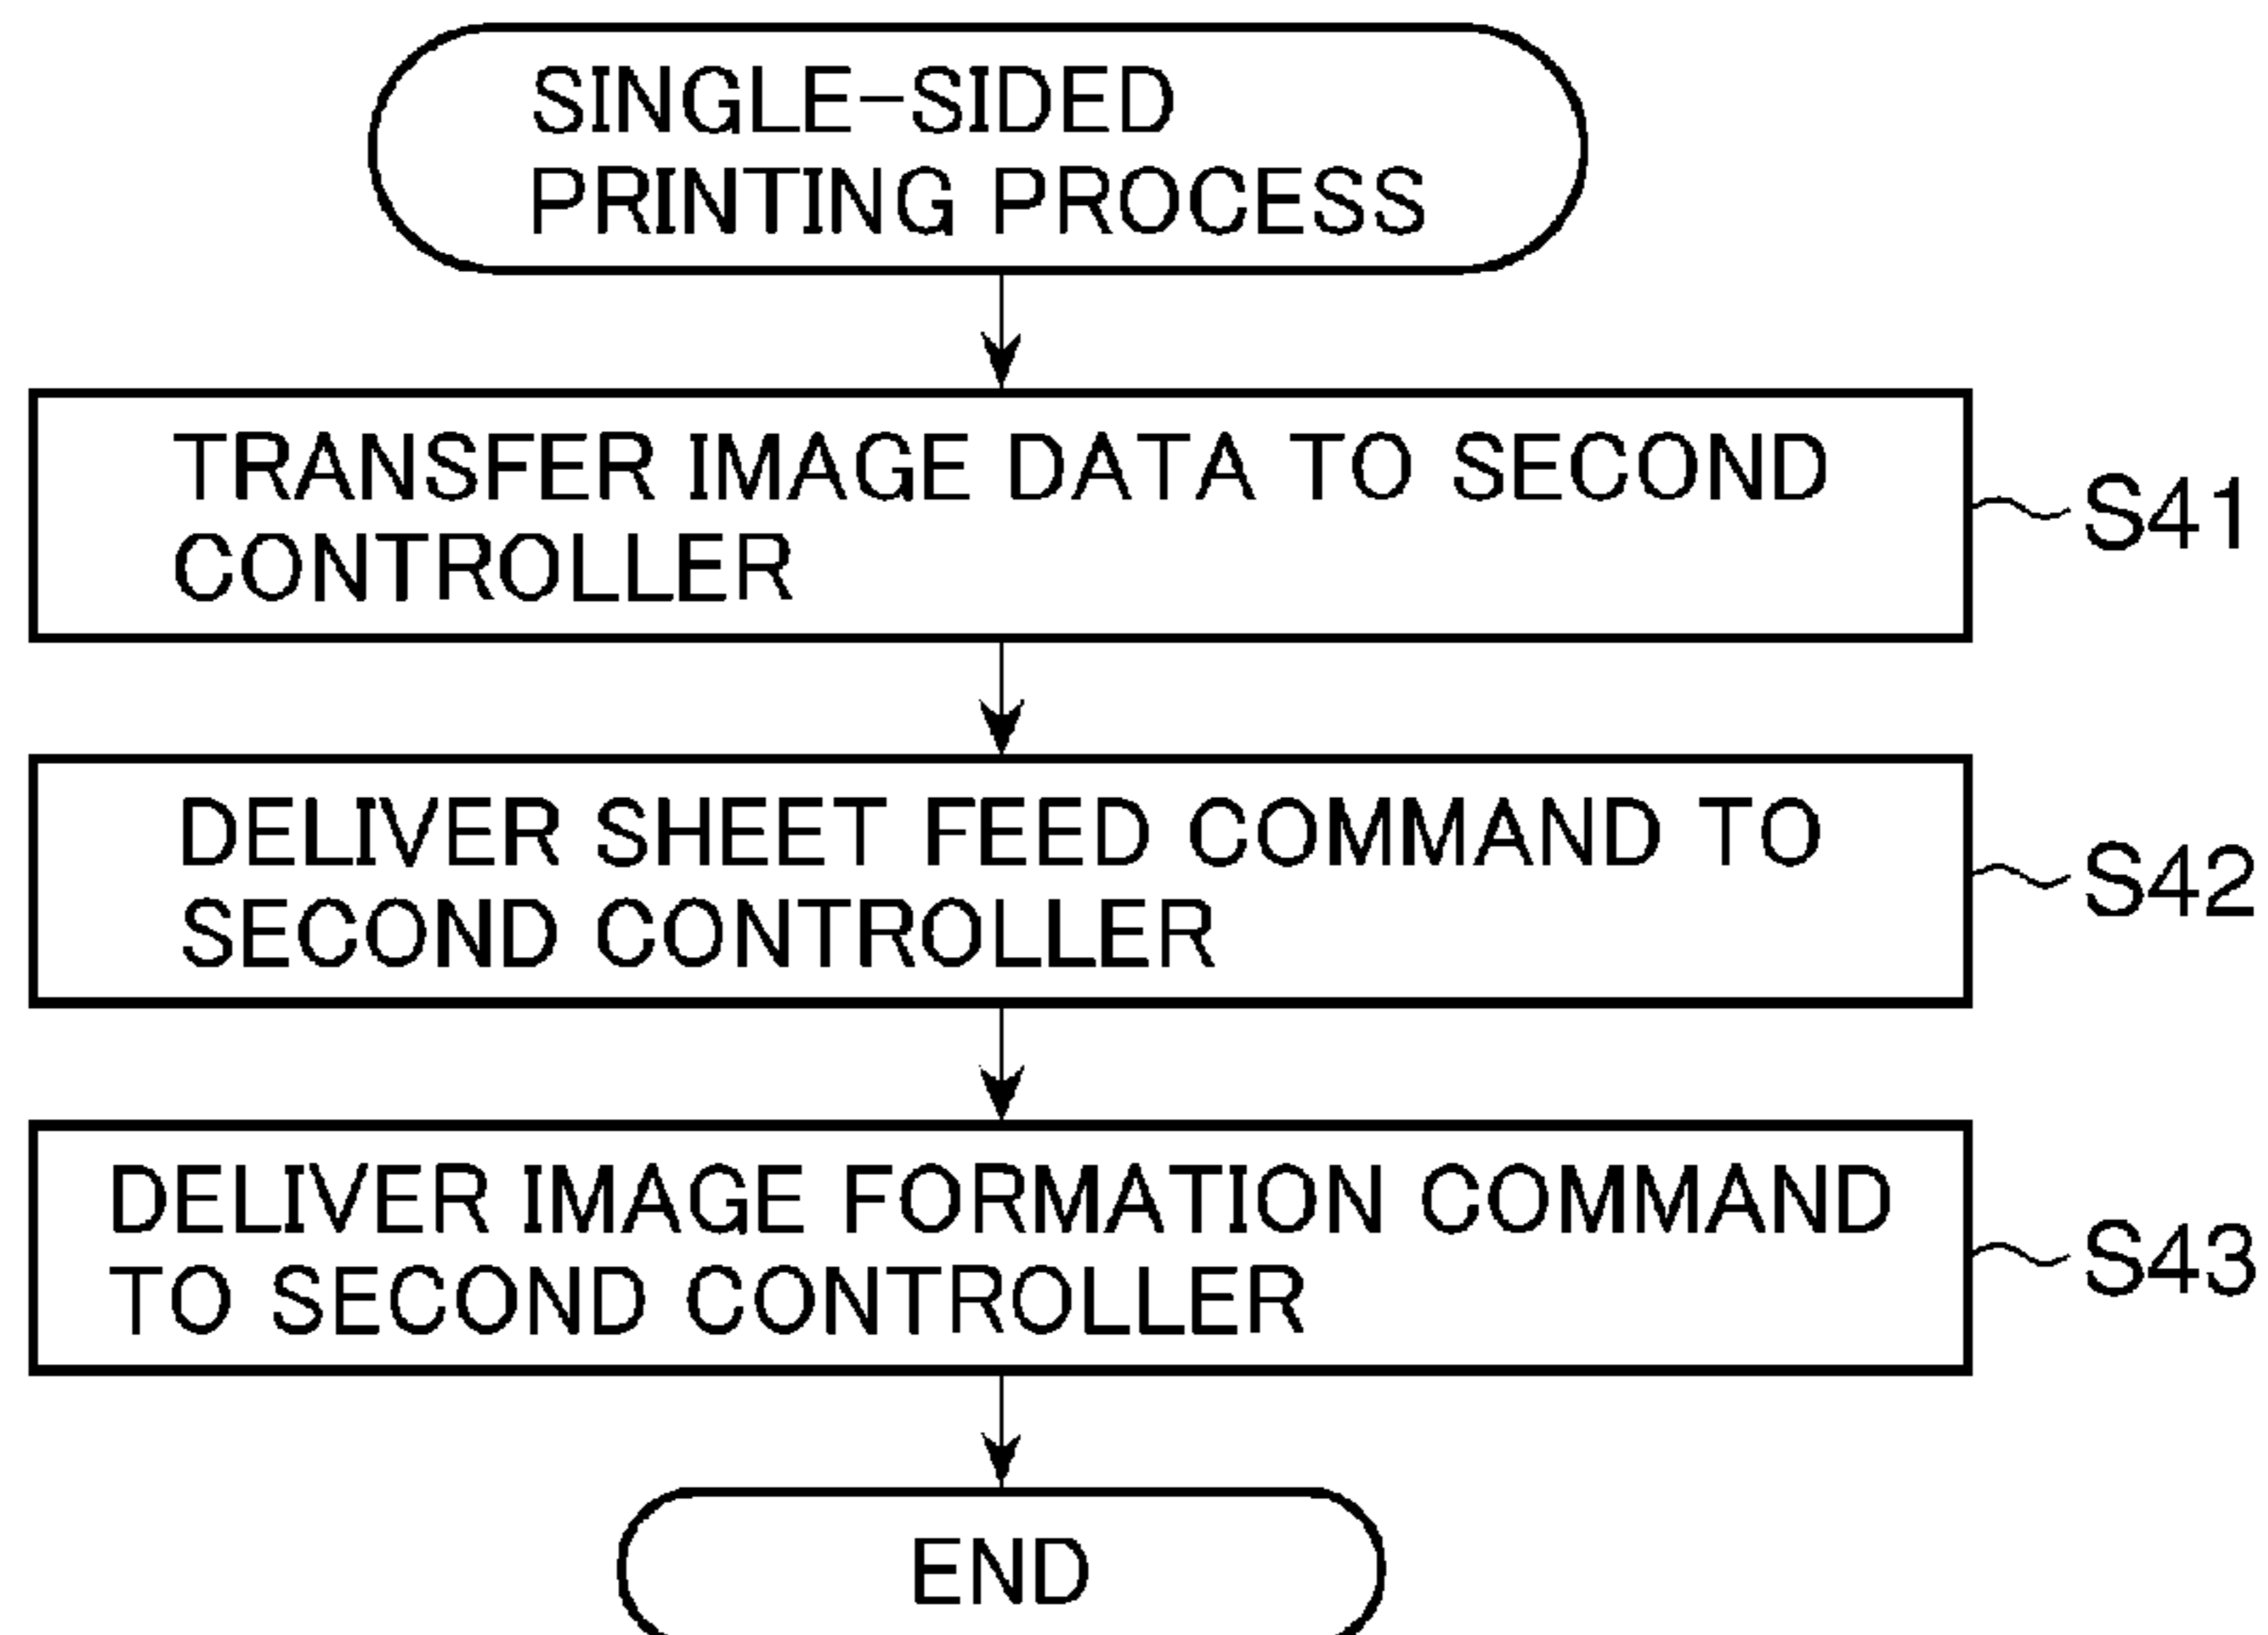 SINGLE-SIDED
PRINTING PROCESS
TRANSFER IMAGE DATA TO SECOND
CONTROLLER
S41
DELIVER SHEET FEED COMMAND TO
SECOND CONTROLLER
S42
DELIVER IMAGE FORMATION COMMAND
TO SECOND CONTROLLER
S43
END